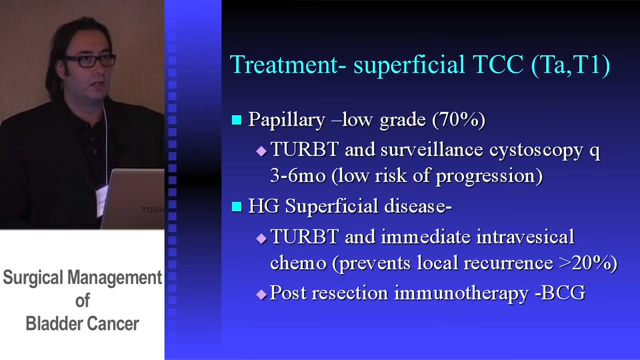 Treatment- superficial TCC (Ta,T1)
Papillary –low grade (70%)
TURBT and surveillance cystoscopy q
3-6mo (low risk of progression)
HG Superficial disease-
TURBT and immediate intravesical
chemo (prevents local recurrence >20%)
Post resection immunotherapy -BCG
TOSHIBA
Surgical Management
of
Bladder Cancer